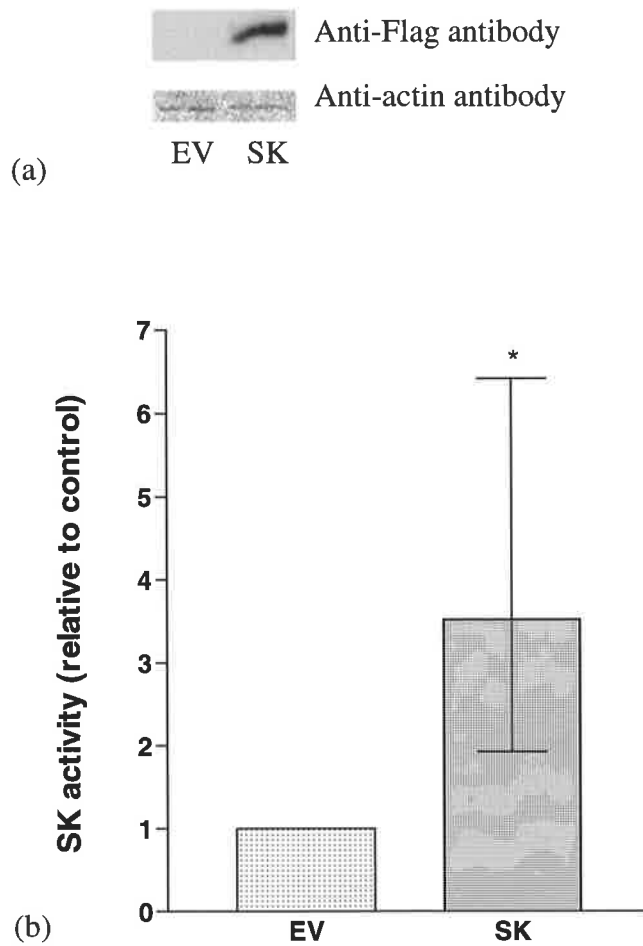 Anti-Flag antibody
Anti-actin antibody
EV SK
(a)
7
*
6
5
4
3
2
1
0
SK activity (relative to control)
EV SK
(b)